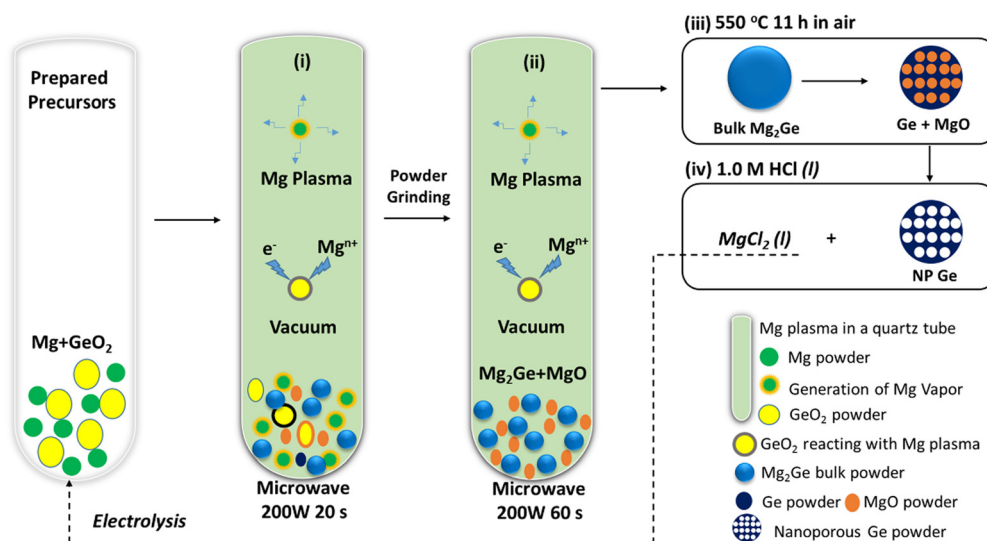 Prepared
Precursors
Mg+GeO₂
Electrolysis
(i)
Mg Plasma
e⁻
Mgⁿ⁺
Vacuum
Microwave
200W 20 s
Powder
Grinding
(ii)
Mg Plasma
e⁻
Mgⁿ⁺
Vacuum
Mg₂Ge+MgO
Microwave
200W 60 s
(iii) 550 °C 11 h in air
Bulk Mg₂Ge
Ge + MgO
(iv) 1.0 M HCl (l)
MgCl₂ (l)
+
NP Ge
Mg plasma in a quartz tube
Mg powder
Generation of Mg Vapor
GeO₂ powder
GeO₂ reacting with Mg plasma
Mg₂Ge bulk powder
Ge powder
MgO powder
Nanoporous Ge powder